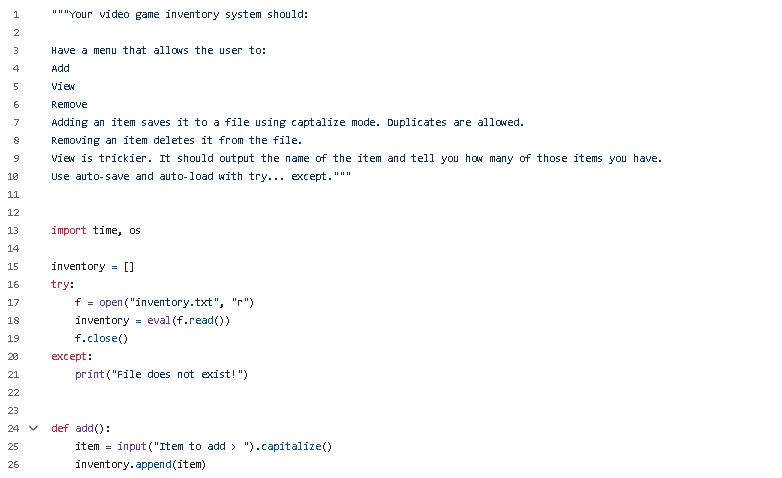 1 """Your video game inventory system should:
2
3 Have a menu that allows the user to:
4 Add
5 View
6 Remove
7 Adding an item saves it to a file using captalize mode. Duplicates are allowed.
8 Removing an item deletes it from the file.
9 View is trickier. It should output the name of the item and tell you how many of those items you have.
10 Use auto-save and auto-load with try... except."""
11
12
13 import time, os
14
15 inventory = []
16 try:
17     f = open("inventory.txt", "r")
18     inventory = eval(f.read())
19     f.close()
20 except:
21     print("File does not exist!")
22
23
24 def add():
25     item = input("Item to add > ").capitalize()
26     inventory.append(item)